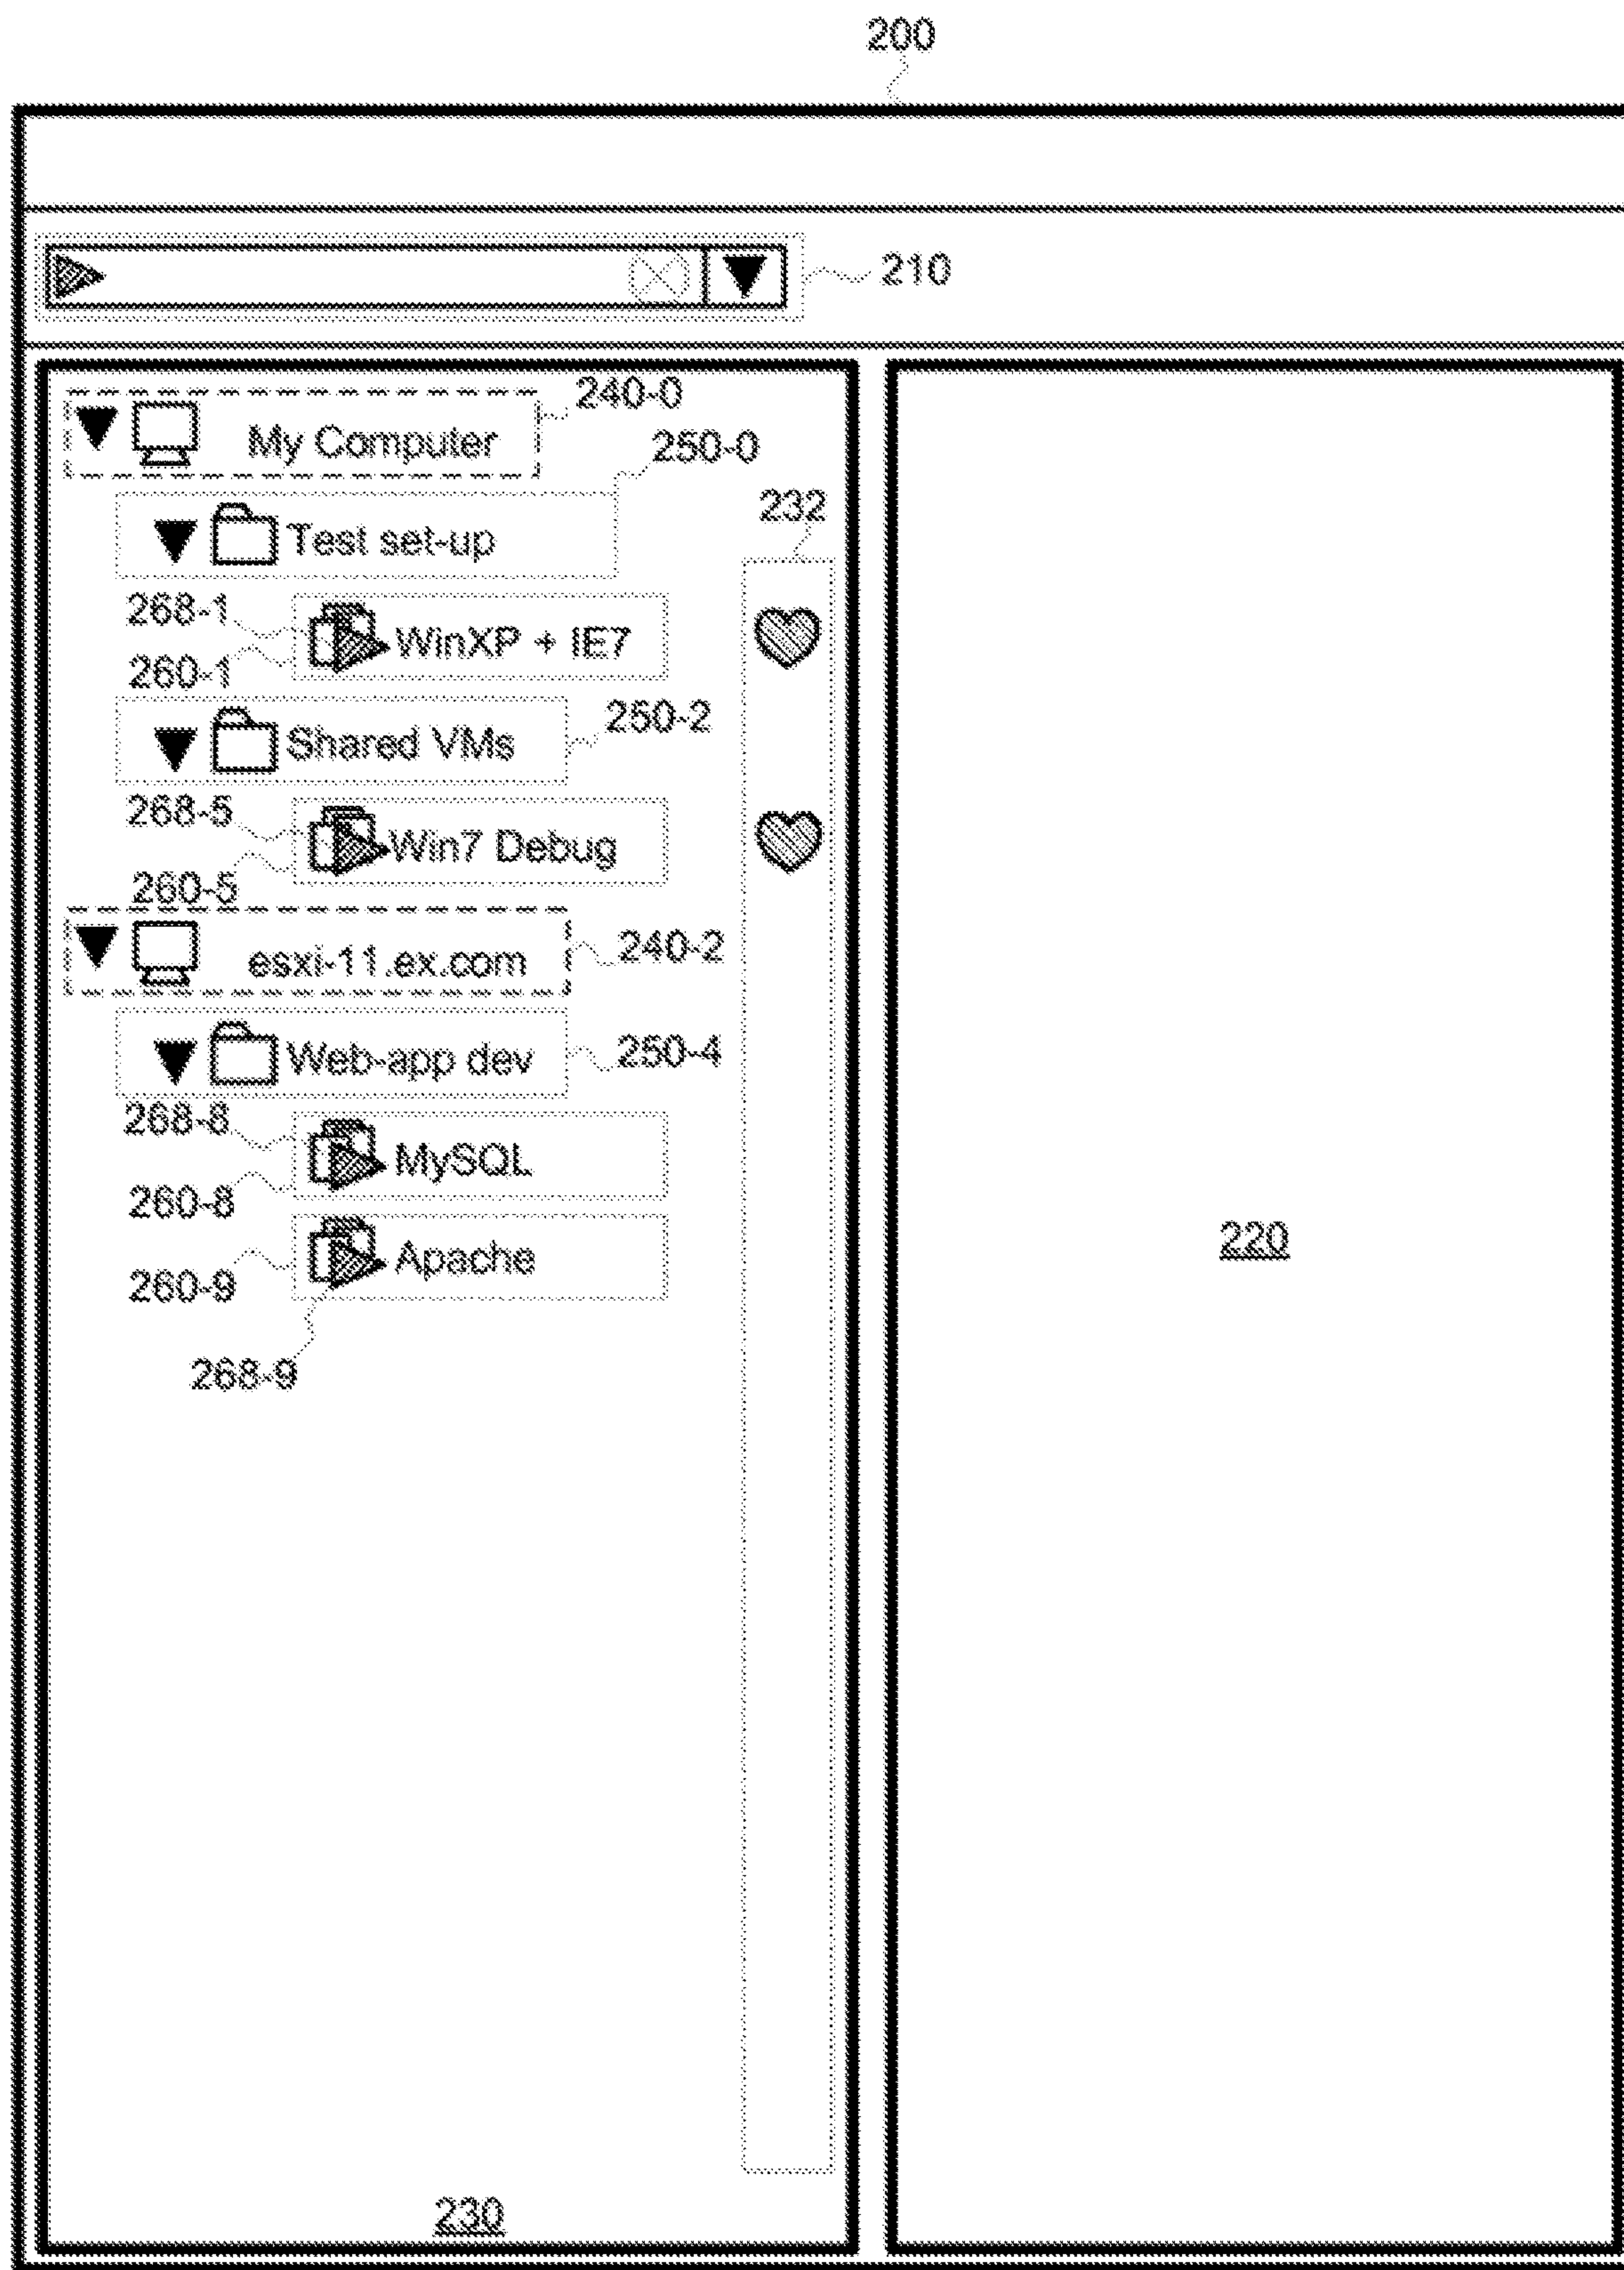 200
210
240-0
My Computer
250-0
232
Test set-up
268-1
WinXP + IE7
260-1
250-2
Shared VMs
268-5
Win7 Debug
260-5
240-2
esxi-11.ex.com
250-4
Web-app dev
268-8
MySQL
260-8
220
Apache
260-9
268-9
230